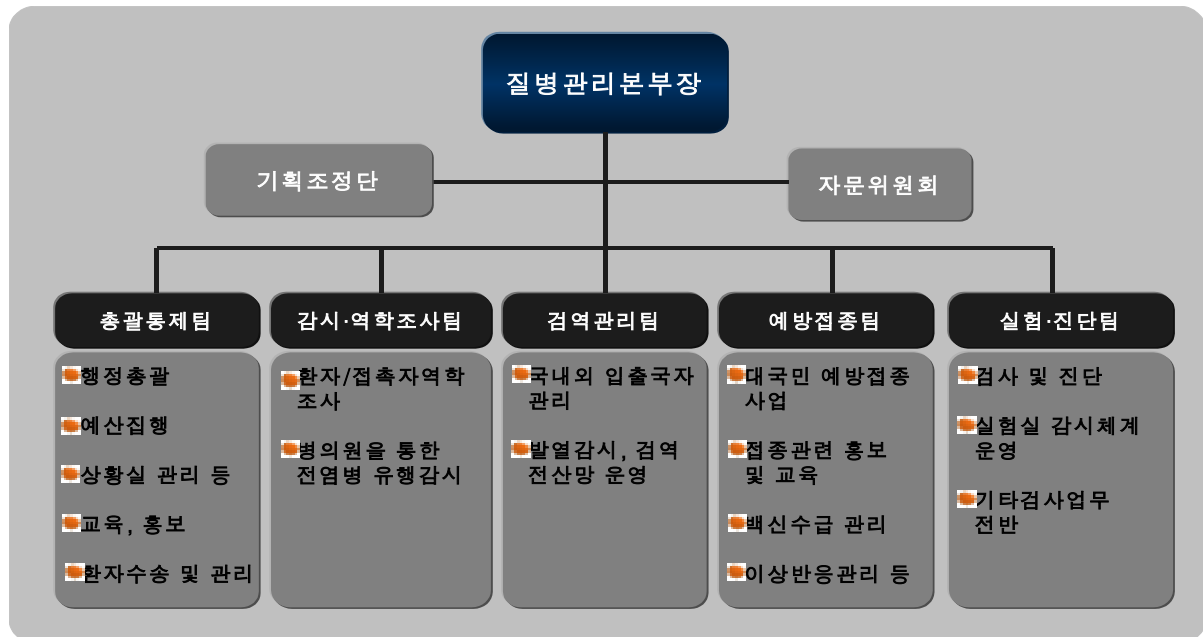 질병관리본부장
기획조정단
자문위원회
총괄통제팀
행정총괄
예산집행
상황실 관리 등
교육, 홍보
환자수송 및 관리
감시·역학조사팀
환자/접촉자역학
조사
병의원을 통한
전염병 유행감시
검역관리팀
국내외 입출국자
관리
발열감시, 검역
전산망 운영
예방접종팀
대국민 예방접종
사업
접종관련 홍보
및 교육
백신수급 관리
이상반응관리 등
실험·진단팀
검사 및 진단
실험실 감시체계
운영
기타검사업무
전반